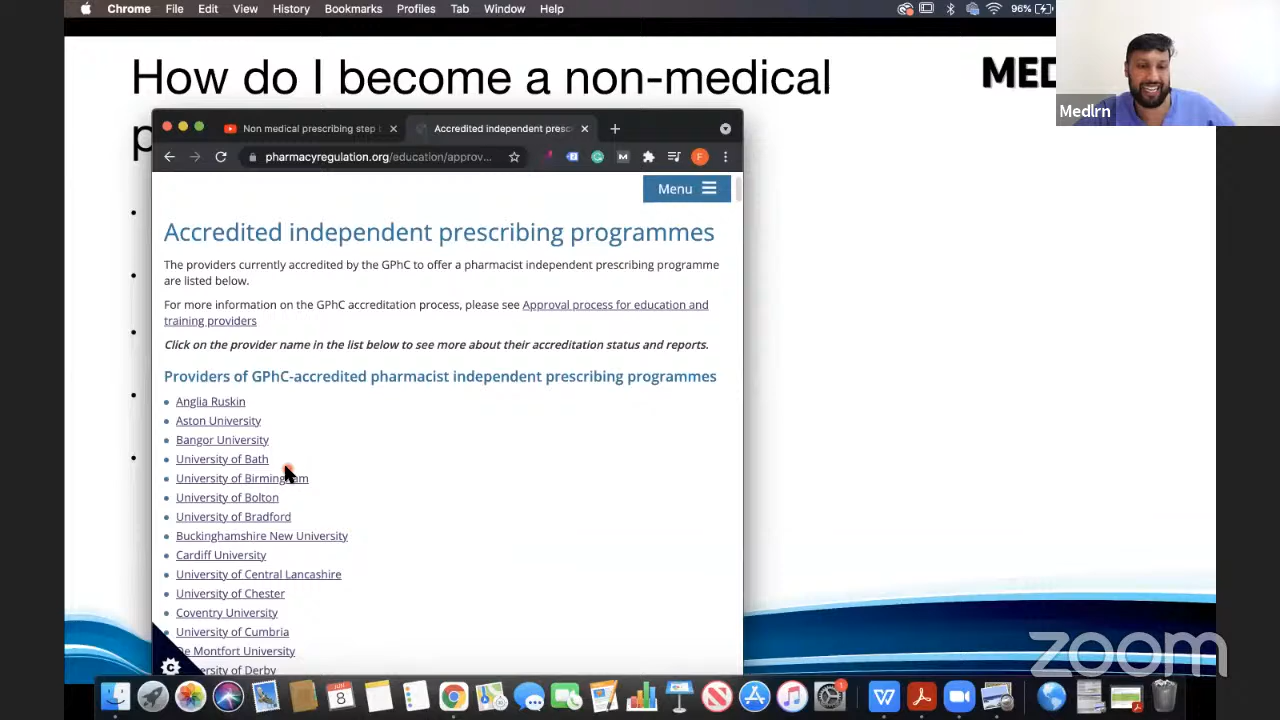 Chrome File Edit View History Bookmarks Profiles Tab Window Help
96%
How do I become a non-medical
p
MED
Medlrn
Non medical prescribing step
Accredited independent presc
pharmacyregulation.org/education/approv...
F
Menu
Accredited independent prescribing programmes
The providers currently accredited by the GPhC to offer a pharmacist independent prescribing programme
are listed below.
For more information on the GPhC accreditation process, please see Approval process for education and
training providers
Click on the provider name in the list below to see more about their accreditation status and reports.
Providers of GPhC-accredited pharmacist independent prescribing programmes
Anglia Ruskin
Aston University
Bangor University
University of Bath
University of Birmingham
University of Bolton
University of Bradford
Buckinghamshire New University
Cardiff University
University of Central Lancashire
University of Chester
Coventry University
University of Cumbria
De Montfort University
University of Derby
zoom
JUN
8